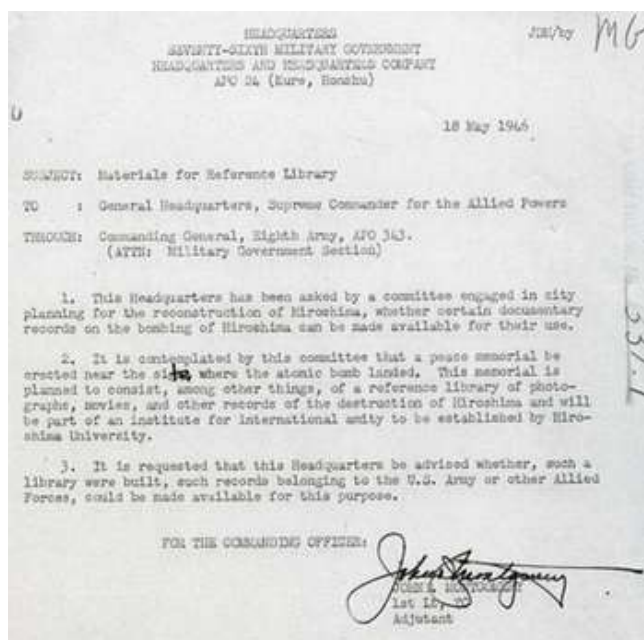 HEADQUARTERS
JDM/by MG
SEVENTY-SIXTH MILITARY GOVERNMENT
HEADQUARTERS AND HEADQUARTERS COMPANY
APO 24 (Kure, Honshu)
18 May 1946
SUBJECT: Materials for Reference Library
TO : General Headquarters, Supreme Commander for the Allied Powers
THROUGH: Commanding General, Eighth Army, APO 343.
(ATTN: Military Government Section)
1. This Headquarters has been asked by a committee engaged in city
planning for the reconstruction of Hiroshima, whether certain documentary
records on the bombing of Hiroshima can be made available for their use.
2. It is contemplated by this committee that a peace memorial be
erected near the site where the atomic bomb landed. This memorial is
planned to consist, among other things, of a reference library of photo-
graphs, movies, and other records of the destruction of Hiroshima and will
be part of an institute for international amity to be established by Hiro-
shima University.
3. It is requested that this Headquarters be advised whether, such a
library were built, such records belonging to the U.S. Army or other Allied
Forces, could be made available for this purpose.
FOR THE COMMANDING OFFICER:
JOHN D. MONTGOMERY
1st Lt,
Adjutant